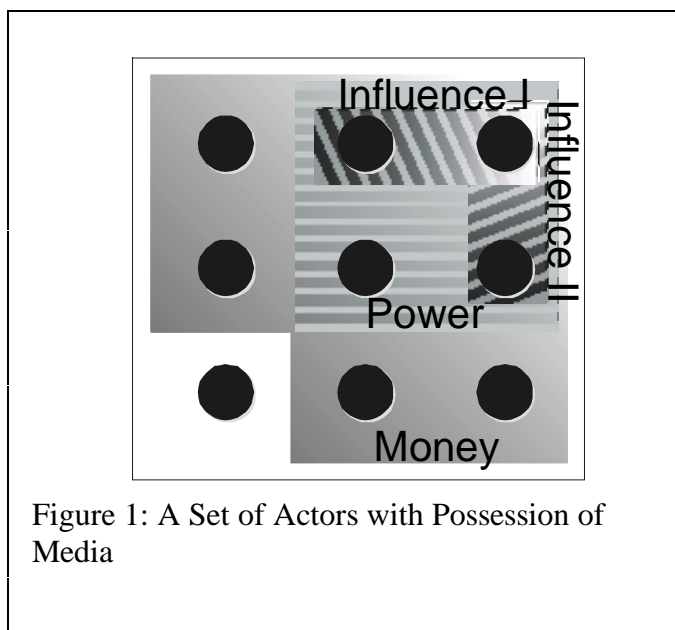 Influence I
Influence II
Power
Money
Figure 1: A Set of Actors with Possession of
Media